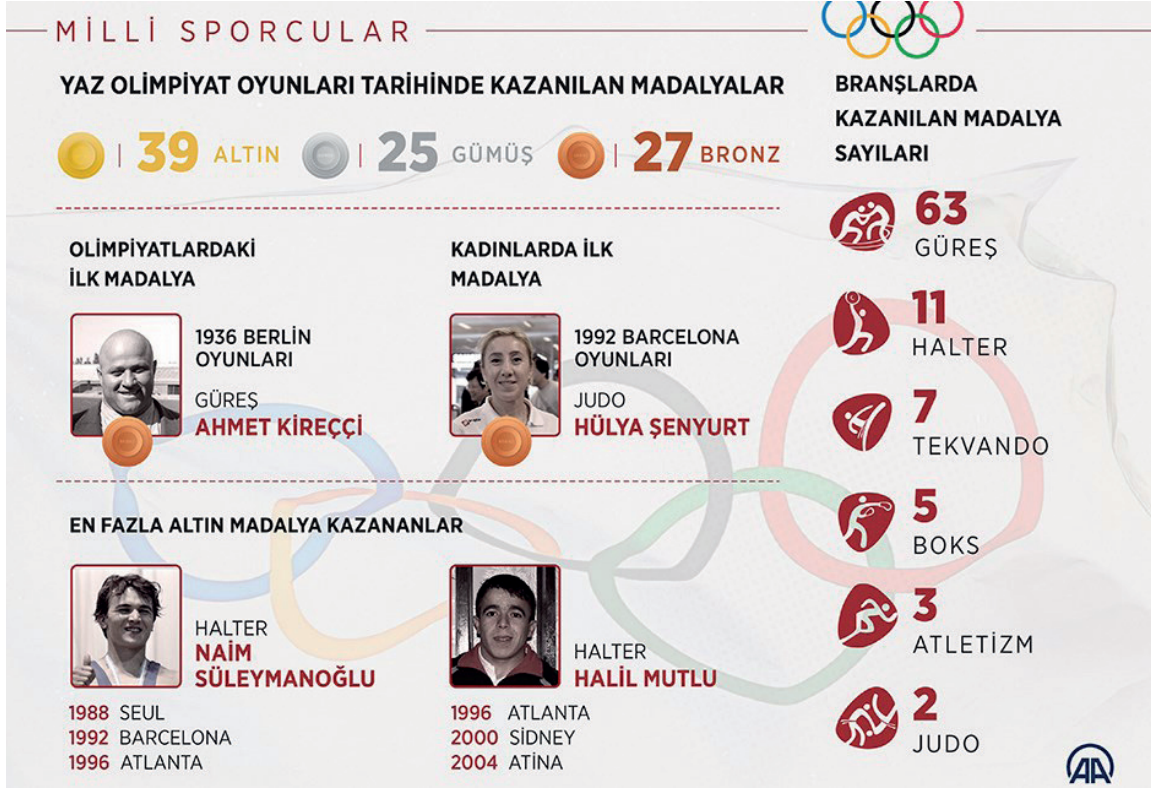 MİLLİ SPORCULAR
YAZ OLİMPİYAT OYUNLARI TARİHİNDE KAZANILAN MADALYALAR
39 ALTIN
25 GÜMÜŞ
27 BRONZ
OLİMPİYATLARDAKİ
İLK MADALYA
1936 BERLİN
OYUNLARI
GÜREŞ
AHMET KİREÇÇİ
KADINLARDA İLK
MADALYA
1992 BARCELONA
OYUNLARI
JUDO
HÜLYA ŞENYURT
EN FAZLA ALTIN MADALYA KAZANANLAR
HALTER
NAİM
SÜLEYMANOĞLU
1988 SEUL
1992 BARCELONA
1996 ATLANTA
HALTER
HALİL MUTLU
1996 ATLANTA
2000 SİDNEY
2004 ATİNA
BRANŞLARDA
KAZANILAN MADALYA
SAYILARI
63
GÜREŞ
11
HALTER
7
TEKVANDO
5
BOKS
3
ATLETİZM
2
JUDO
AA